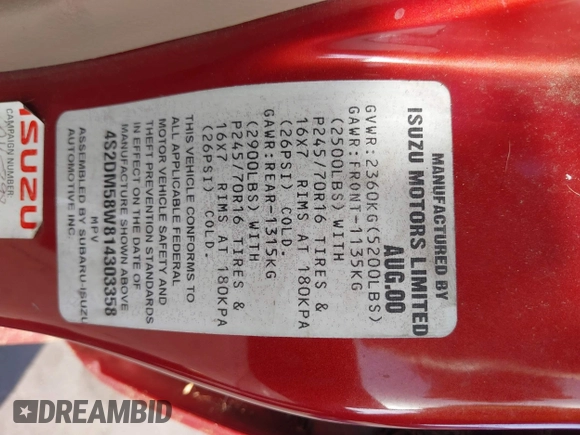 MANUFACTURED BY
ISUZU MOTORS LIMITED
AUG.00
GVWR:2360KG(5200LBS)
GAWR:FRONT-1135KG
(2500LBS) WITH
P245/70R16 TIRES &
16X7 RIMS AT 180KPA
(26PSI) COLD.
GAWR:REAR-1315KG
(2900LBS) WITH
P245/70R16 TIRES &
16X7 RIMS AT 180KPA
(26PSI) COLD.
THIS VEHICLE CONFORMS TO
ALL APPLICABLE FEDERAL
MOTOR VEHICLE SAFETY AND
THEFT PREVENTION STANDARDS
IN EFFECT ON THE DATE OF
MANUFACTURE SHOWN ABOVE
4S2DM58W814303358
MPV
ASSEMBLED BY SUBARU-ISUZU
AUTOMOTIVE INC.
ISUZU
CAMPAIGN NUMBER
DREAMBID